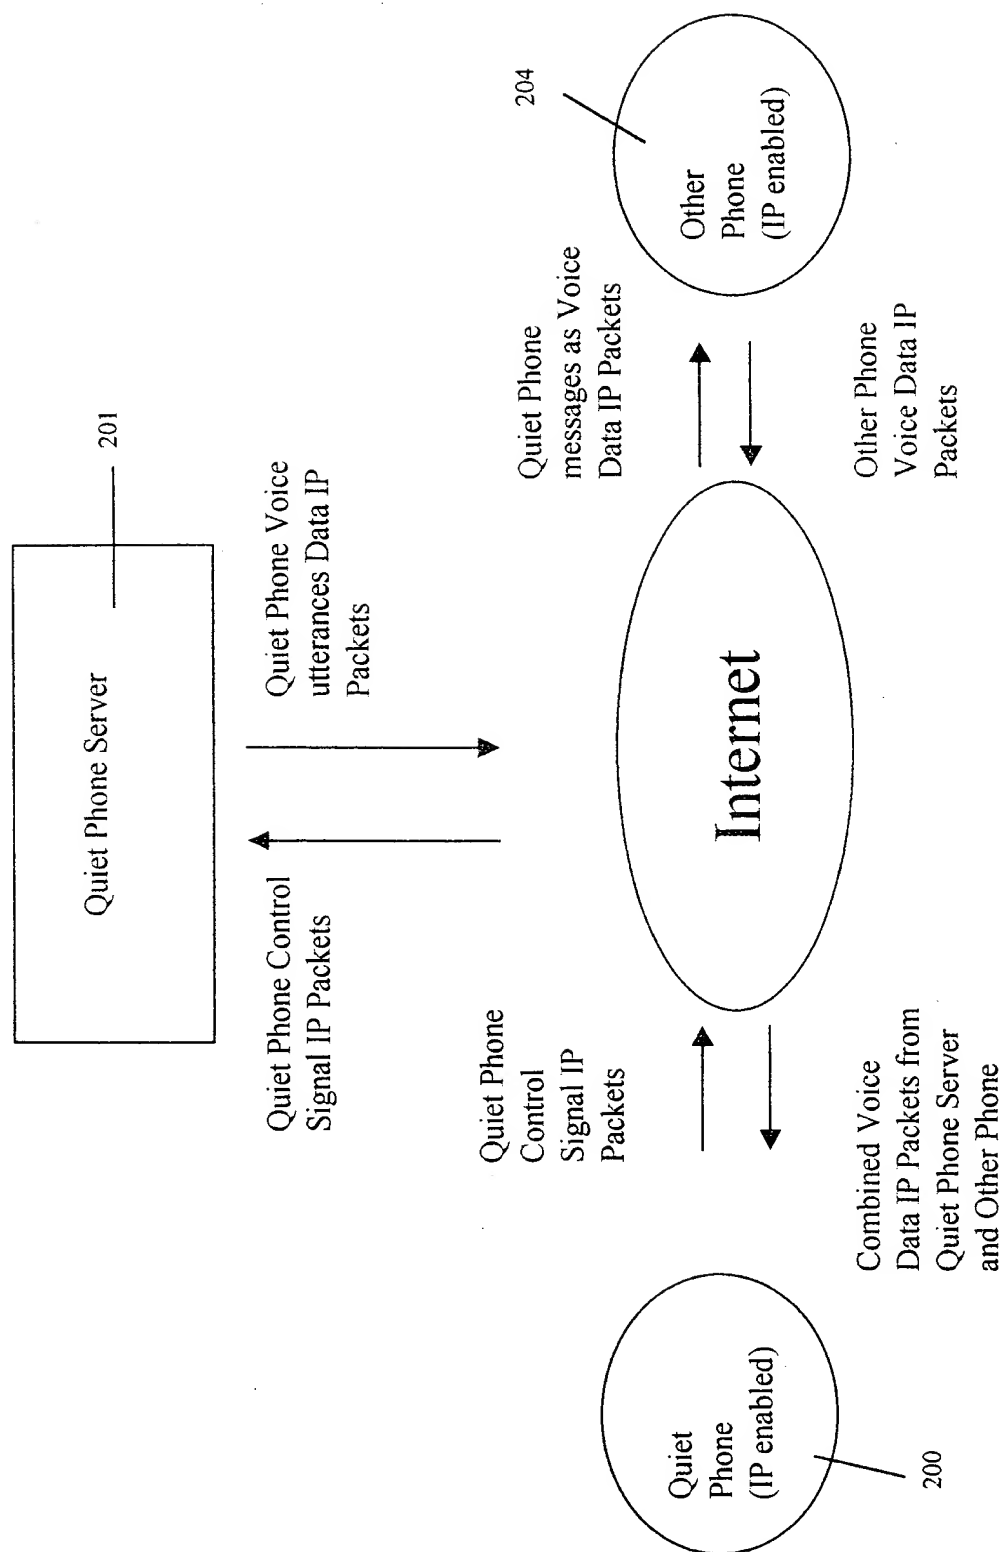 Quiet Phone Server
201
Quiet Phone Control
Signal IP Packets
Quiet Phone Voice
utterances Data IP
Packets
Quiet Phone
Control
Signal IP
Packets
Quiet Phone
messages as Voice
Data IP Packets
204
Quiet
Phone
(IP enabled)
Internet
Other
Phone
(IP enabled)
200
Combined Voice
Data IP Packets from
Quiet Phone Server
and Other Phone
Other Phone
Voice Data IP
Packets